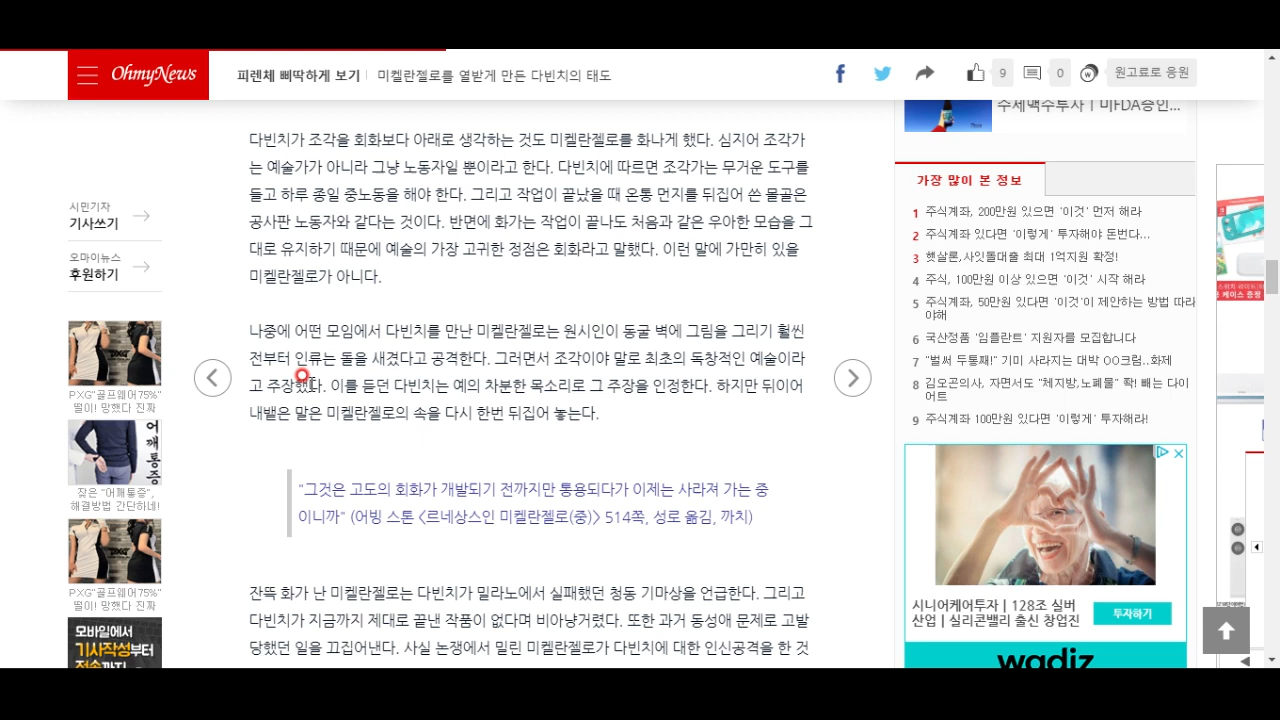 OhmyNews
피렌체 삐딱하게 보기 | 미켈란젤로를 열받게 만든 다빈치의 태도
9
0
원고료로 응원
시민기자
기사쓰기
오마이뉴스
후원하기
PXG"골프웨어75%"
떨이! 망했다 진짜
어깨통증
잦은 "어깨통증",
해결방법 간단하네!
PXG"골프웨어75%"
떨이! 망했다 진짜
모바일에서
기사작성부터
다빈치가 조각을 회화보다 아래로 생각하는 것도 미켈란젤로를 화나게 했다. 심지어 조각가
는 예술가가 아니라 그냥 노동자일 뿐이라고 한다. 다빈치에 따르면 조각가는 무거운 도구를
들고 하루 종일 중노동을 해야 한다. 그리고 작업이 끝났을 때 온통 먼지를 뒤집어 쓴 몰골은
공사판 노동자와 같다는 것이다. 반면에 화가는 작업이 끝나도 처음과 같은 우아한 모습을 그
대로 유지하기 때문에 예술의 가장 고귀한 정점은 회화라고 말했다. 이런 말에 가만히 있을
미켈란젤로가 아니다.
나중에 어떤 모임에서 다빈치를 만난 미켈란젤로는 원시인이 동굴 벽에 그림을 그리기 훨씬
전부터 인류는 돌을 새겼다고 공격한다. 그러면서 조각이야 말로 최초의 독창적인 예술이라
고 주장했다. 이를 듣던 다빈치는 예의 차분한 목소리로 그 주장을 인정한다. 하지만 뒤이어
내뱉은 말은 미켈란젤로의 속을 다시 한번 뒤집어 놓는다.
"그것은 고도의 회화가 개발되기 전까지만 통용되다가 이제는 사라져 가는 중
이니까" (어빙 스톤 <르네상스인 미켈란젤로(중)> 514쪽, 성로 옮김, 까치)
잔뜩 화가 난 미켈란젤로는 다빈치가 밀라노에서 실패했던 청동 기마상을 언급한다. 그리고
다빈치가 지금까지 제대로 끝낸 작품이 없다며 비아냥거렸다. 또한 과거 동성애 문제로 고발
당했던 일을 끄집어낸다. 사실 논쟁에서 밀린 미켈란젤로가 다빈치에 대한 인신공격을 한 것
수제맥주투자 | 미FDA승인...
가장 많이 본 정보
1 주식계좌, 200만원 있으면 '이것' 먼저 해라
2 주식계좌 있다면 '이렇게' 투자해야 돈번다...
3 햇살론,사잇돌대출 최대 1억지원 확정!
4 주식, 100만원 이상 있으면 '이것' 시작 해라
5 주식계좌, 50만원 있다면 '이것'이 제안하는 방법 따라
야해
6 국산정품 '임플란트' 지원자를 모집합니다
7 "벌써 두통째!" 기미 사라지는 대박 OO크림..화제
8 김오곤의사, 자면서도 "체지방,노폐물" 쫙! 빼는 다이
어트
9 주식계좌 100만원 있다면 '이렇게' 투자해라!
시니어케어투자 | 128조 실버
산업 | 실리콘밸리 출신 창업진
투자하기
wadiz
케이스 증정